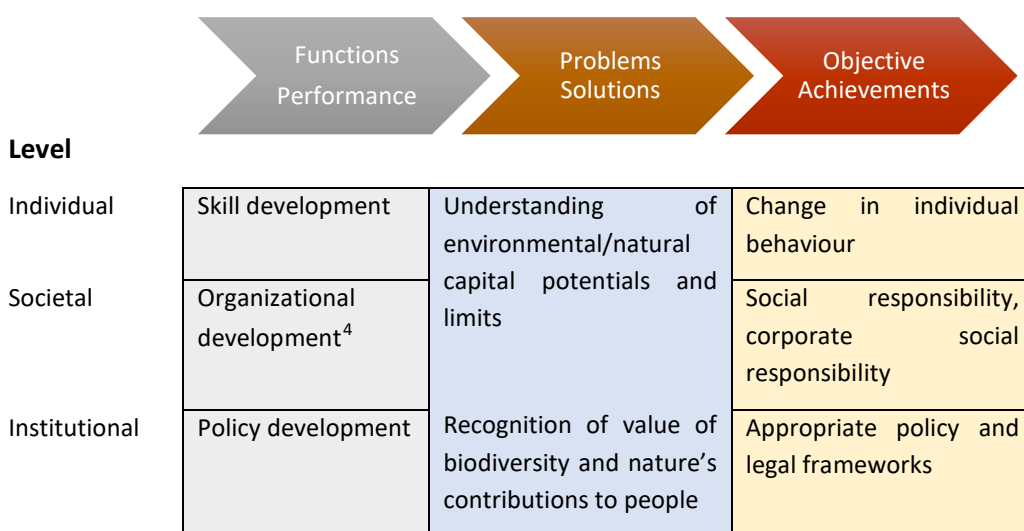 Functions
Performance
Problems
Solutions
Objective
Achievements
Level
Individual
Skill development
Understanding of
environmental/natural
capital potentials and
limits
Change in individual
behaviour
Societal
Organizational
development⁴
Social responsibility,
corporate social
responsibility
Institutional
Policy development
Recognition of value of
biodiversity and nature’s
contributions to people
Appropriate policy and
legal frameworks